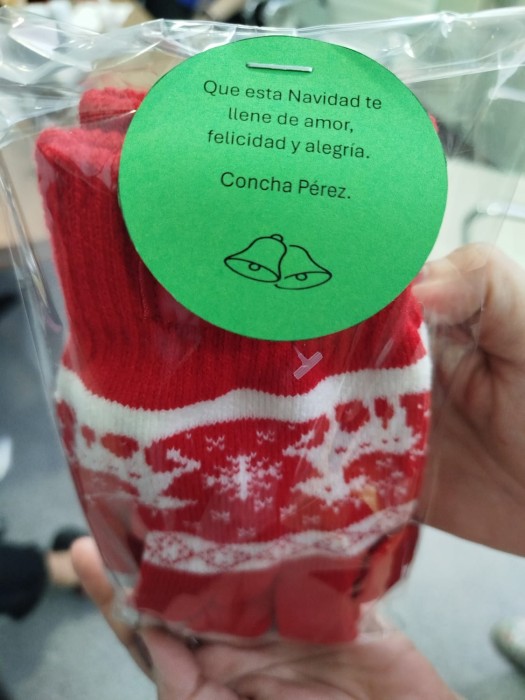 Que esta Navidad te
llene de amor,
felicidad y alegría.
Concha Pérez.